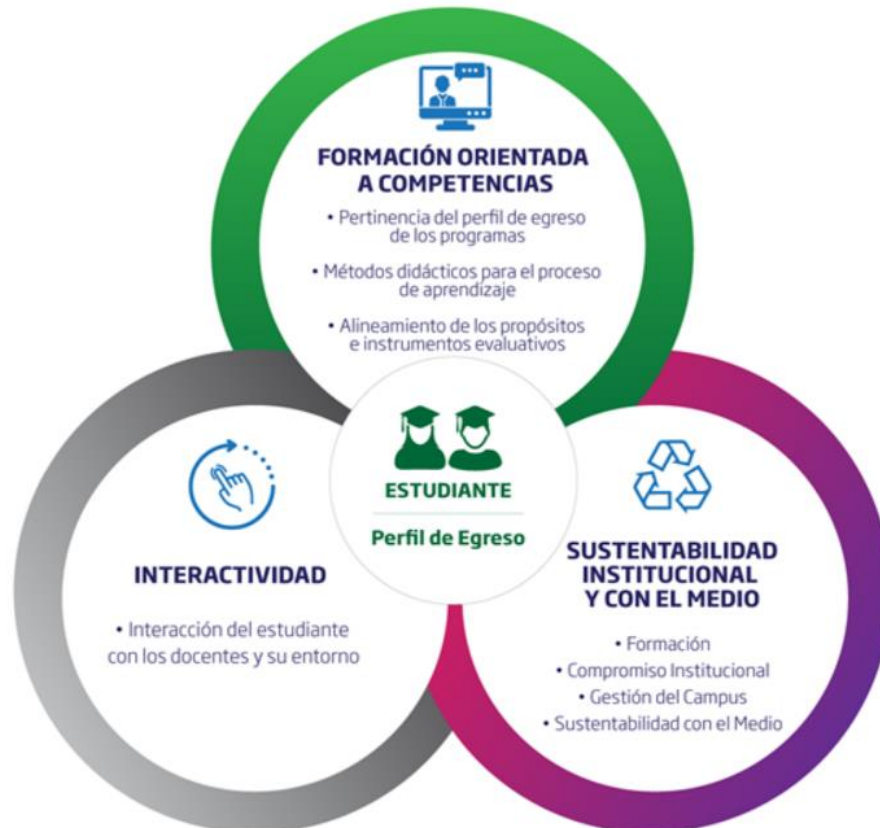 FORMACIÓN ORIENTADA
A COMPETENCIAS
• Pertinencia del perfil de egreso
de los programas
• Métodos didácticos para el proceso
de aprendizaje
• Alineamiento de los propósitos
e instrumentos evaluativos
ESTUDIANTE
Perfil de Egreso
INTERACTIVIDAD
• Interacción del estudiante
con los docentes y su entorno
SUSTENTABILIDAD
INSTITUCIONAL
Y CON EL MEDIO
• Formación
• Compromiso Institucional
• Gestión del Campus
• Sustentabilidad con el Medio